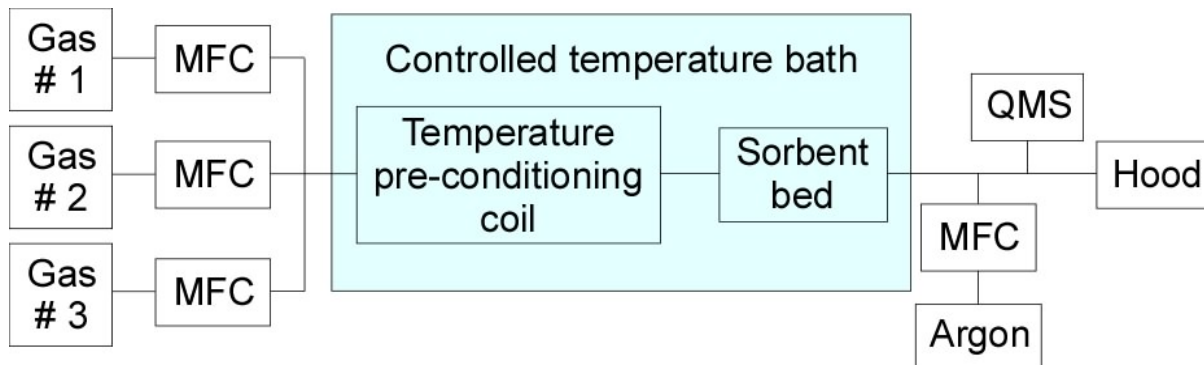 Gas
# 1
MFC
Gas
# 2
MFC
Gas
# 3
MFC
Controlled temperature bath
Temperature
pre-conditioning
coil
Sorbent
bed
QMS
Hood
MFC
Argon